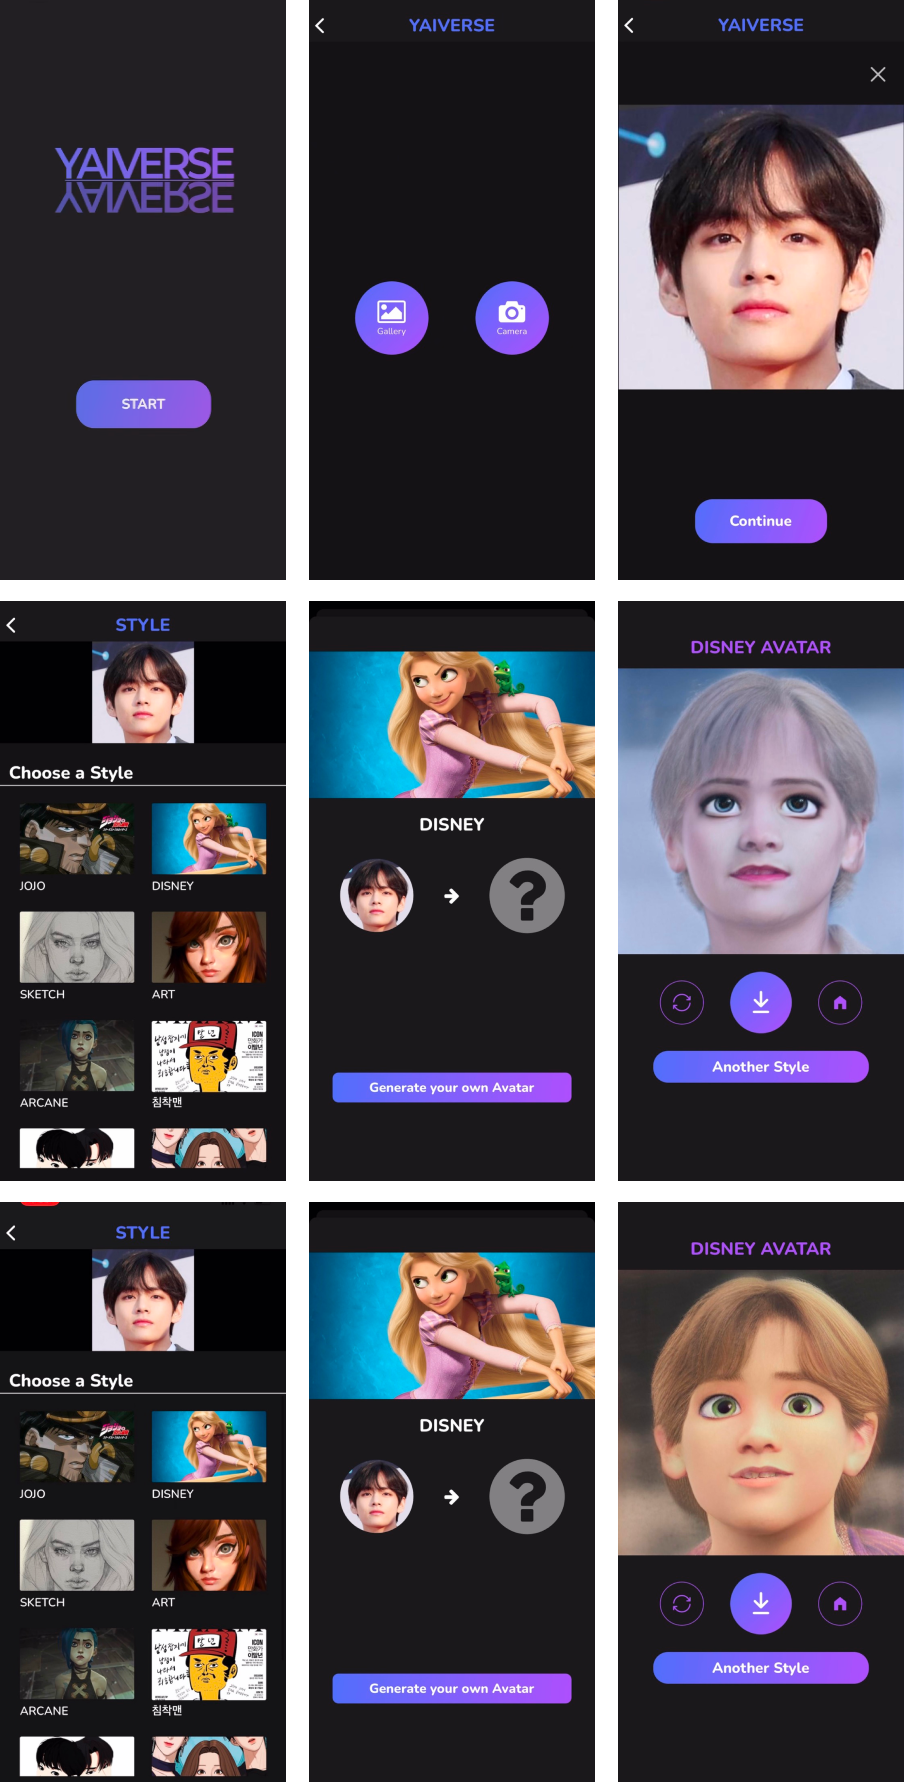 YAIVERSE
START
YAIVERSE
Gallery
Camera
YAIVERSE
Continue
STYLE
Choose a Style
JOJO
DISNEY
SKETCH
ART
ARCANE
침착맨
DISNEY
Generate your own Avatar
DISNEY AVATAR
Another Style
STYLE
Choose a Style
JOJO
DISNEY
SKETCH
ART
ARCANE
침착맨
DISNEY
Generate your own Avatar
DISNEY AVATAR
Another Style